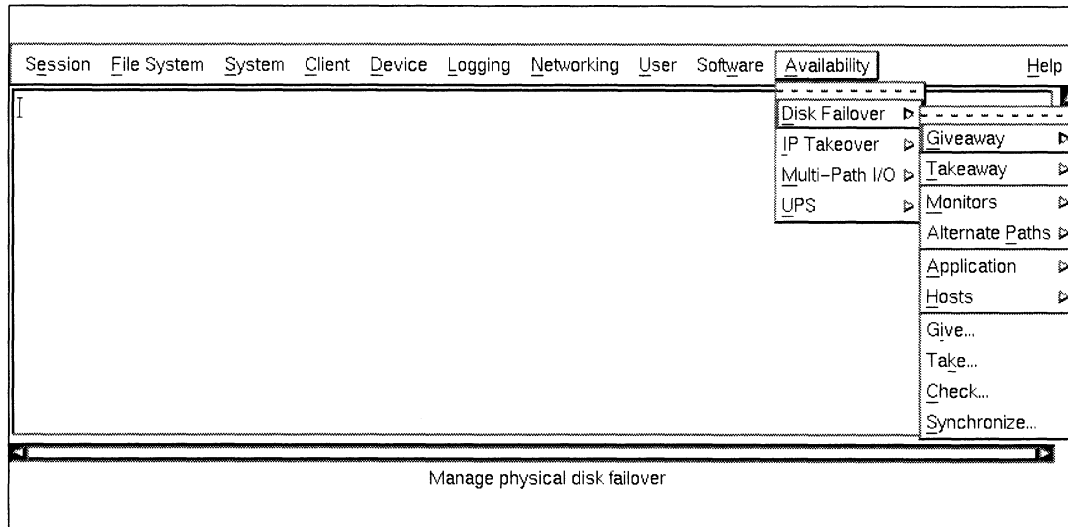 Session File System System Client Device Logging Networking User Software Availability Help
Disk Failover
IP Takeover
Multi-Path I/O
UPS
Giveaway
Takeaway
Monitors
Alternate Paths
Application
Hosts
Give...
Take...
Check...
Synchronize...
Manage physical disk failover